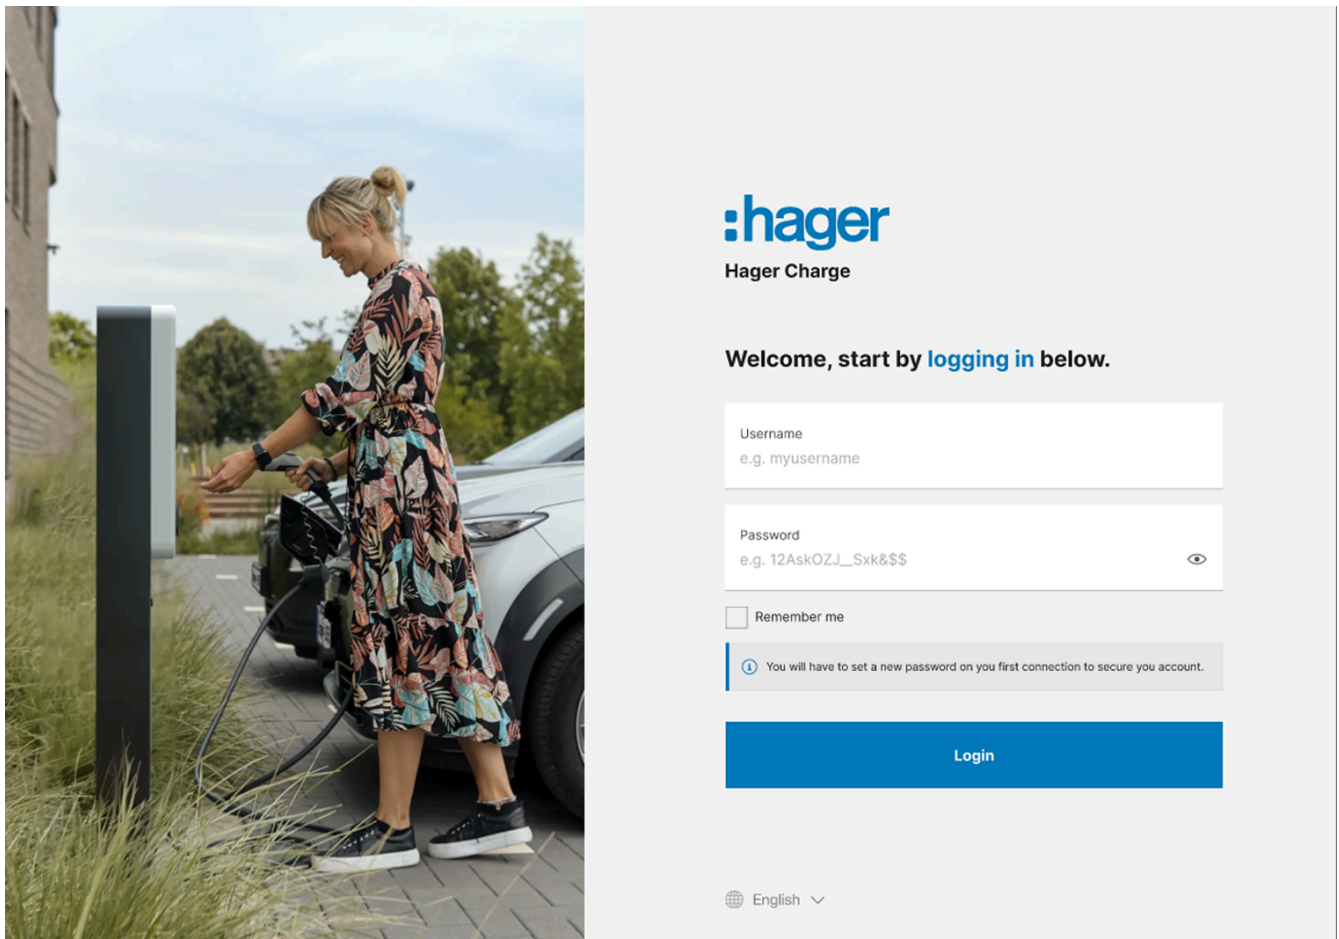 :hager
Hager Charge
Welcome, start by logging in below.
Username
e.g. myusername
Password
e.g. 12AskOZJ__Sxk&$$
Remember me
You will have to set a new password on you first connection to secure you account.
Login
English